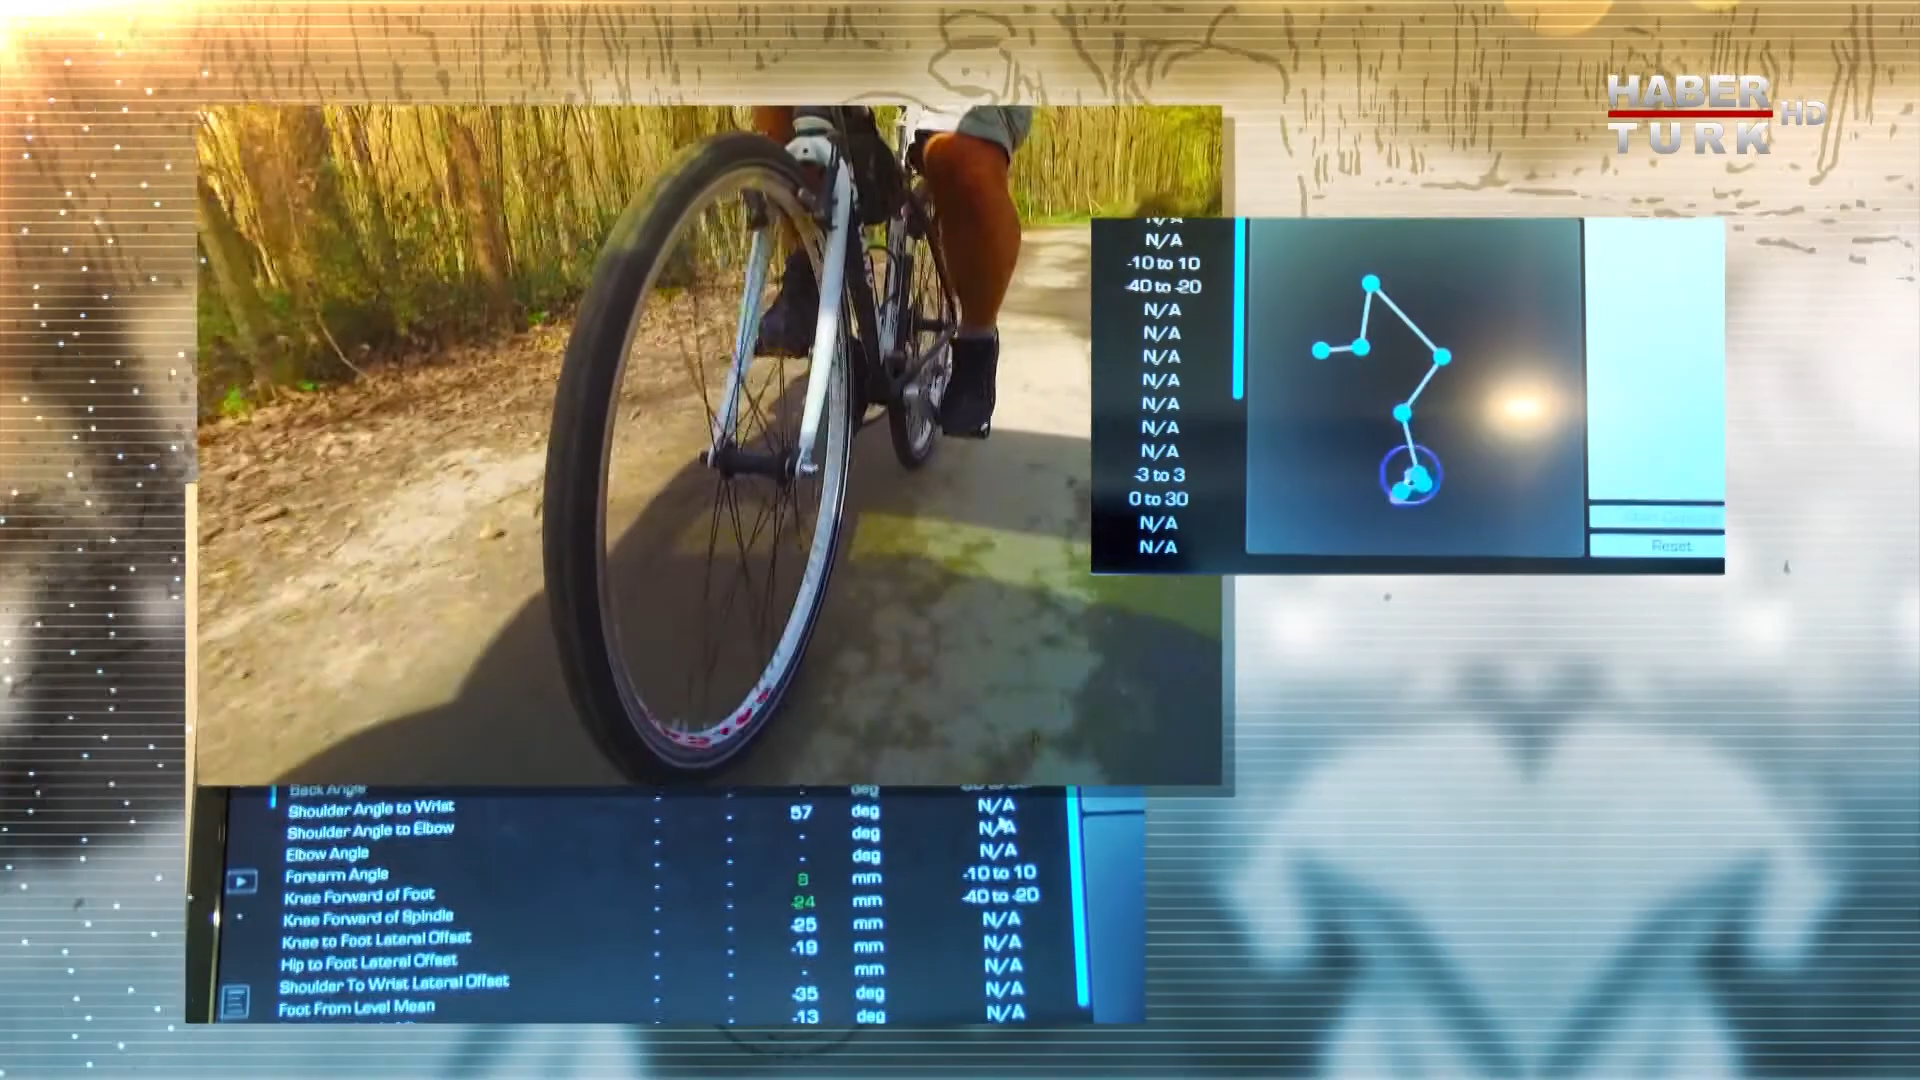 HABER
TURK HD
N/A
N/A
-10 to 10
-40 to -20
N/A
N/A
N/A
N/A
N/A
N/A
N/A
-3 to 3
0 to 30
N/A
N/A
Reset
Back Angle - deg
Shoulder Angle to Wrist 57 deg N/A
Shoulder Angle to Elbow - deg N/A
Elbow Angle - deg N/A
Forearm Angle 8 mm -10 to 10
Knee Forward of Foot -24 mm -40 to -20
Knee Forward of Spindle -25 mm N/A
Knee to Foot Lateral Offset -19 mm N/A
Hip to Foot Lateral Offset - mm N/A
Shoulder To Wrist Lateral Offset -35 deg N/A
Foot From Level Mean -13 deg N/A